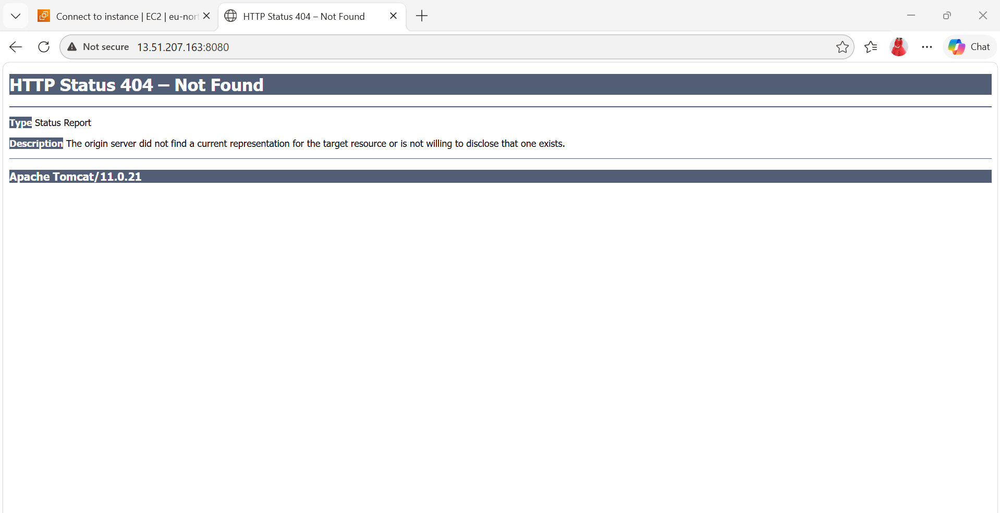 Connect to instance | EC2 | eu-nort
HTTP Status 404 – Not Found
Not secure 13.51.207.163:8080
Chat
HTTP Status 404 – Not Found
Type Status Report
Description The origin server did not find a current representation for the target resource or is not willing to disclose that one exists.
Apache Tomcat/11.0.21